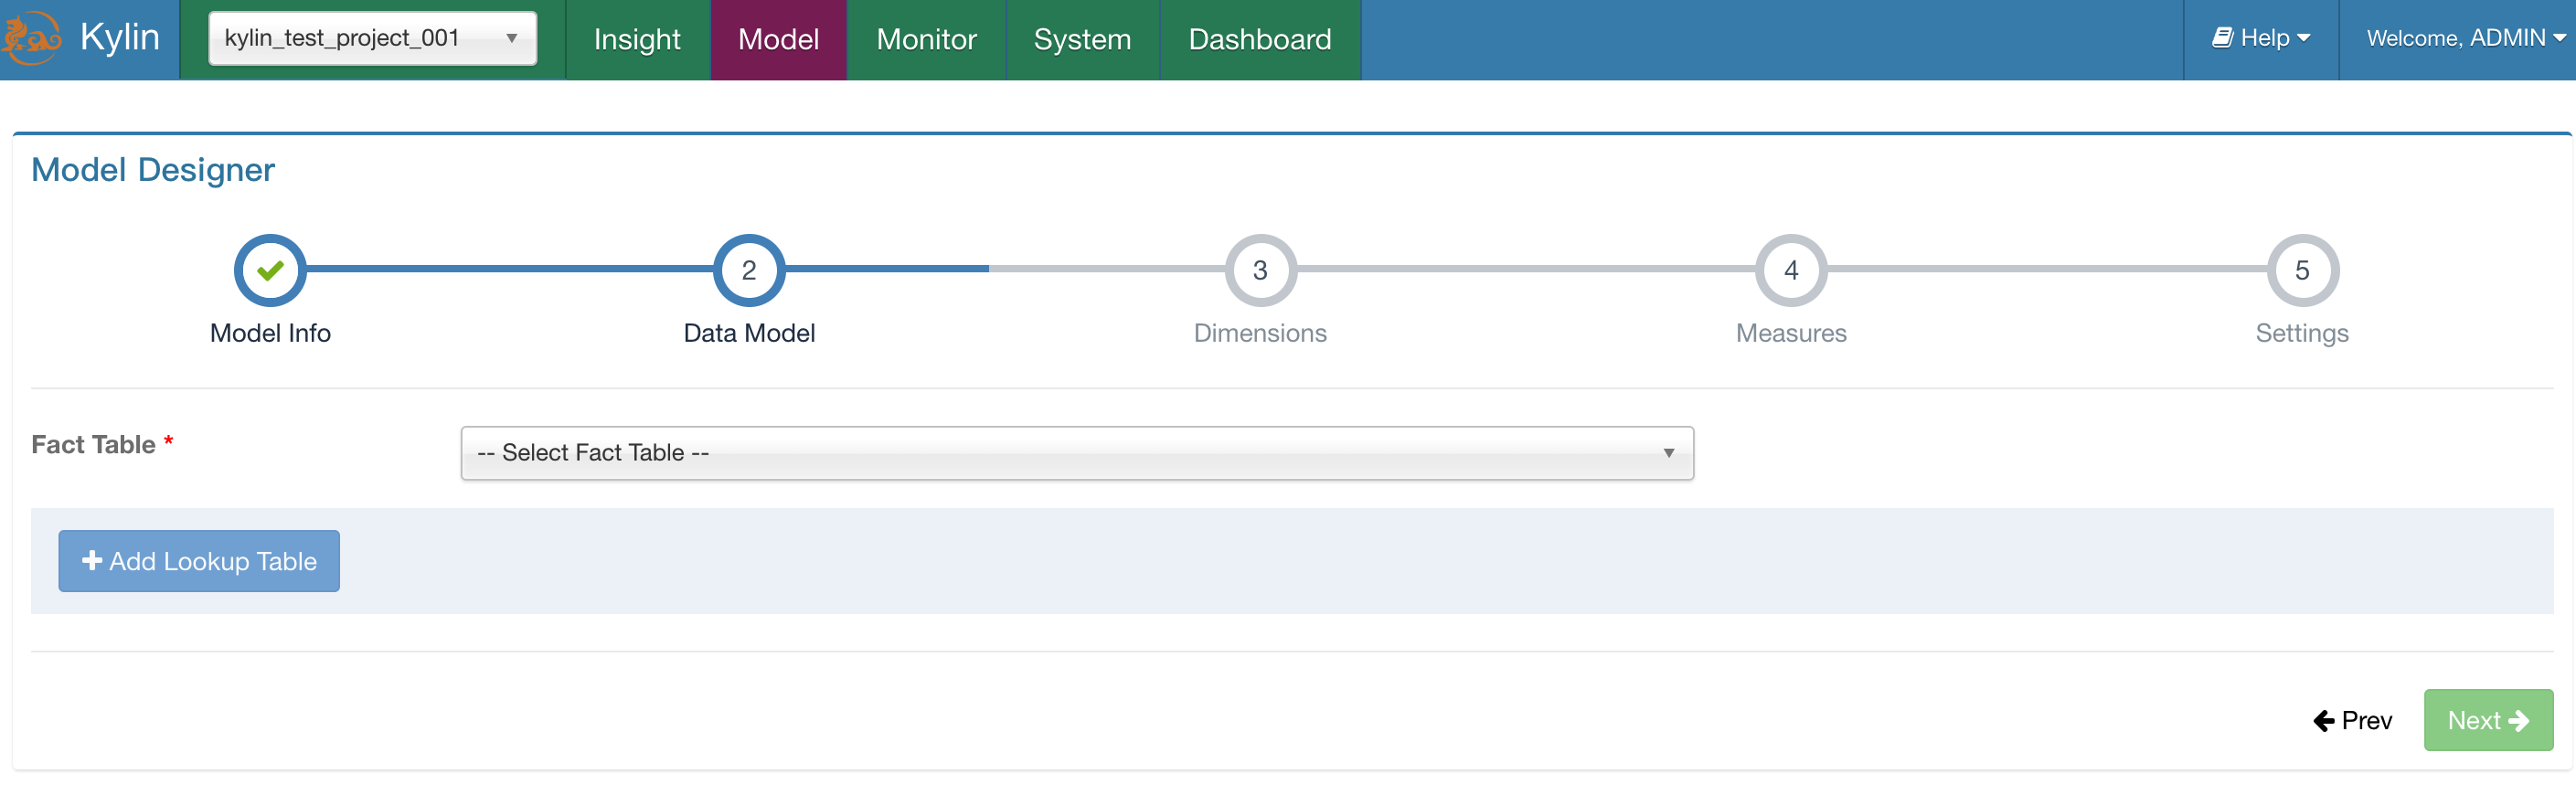 Kylin
kylin_test_project_001
Insight
Model
Monitor
System
Dashboard
Help
Welcome, ADMIN
Model Designer
2
3
4
5
Model Info
Data Model
Dimensions
Measures
Settings
Fact Table *
-- Select Fact Table --
Add Lookup Table
Prev
Next